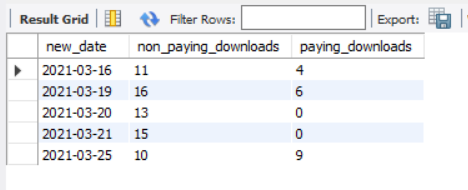 Result Grid Filter Rows: Export:
new_date non_paying_downloads paying_downloads
2021-03-16 11 4
2021-03-19 16 6
2021-03-20 13 0
2021-03-21 15 0
2021-03-25 10 9